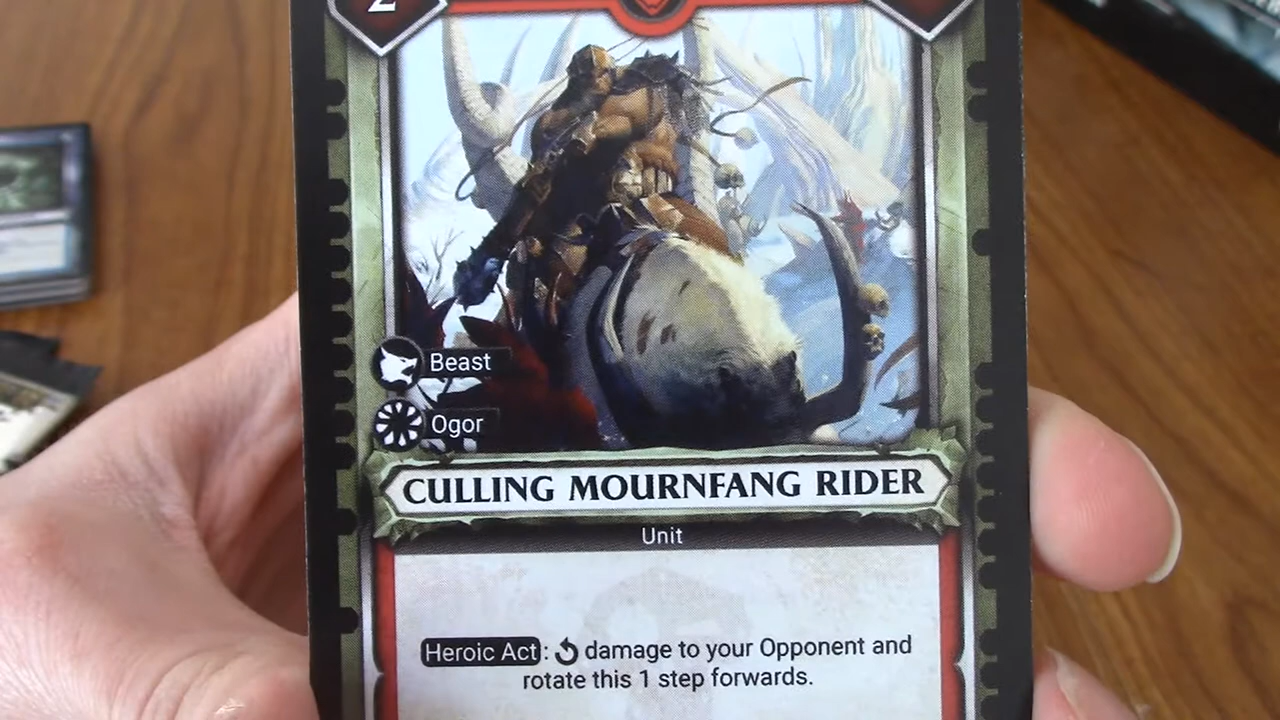 2
Beast
Ogor
CULLING MOURNFANG RIDER
Unit
Heroic Act: damage to your Opponent and
rotate this 1 step forwards.